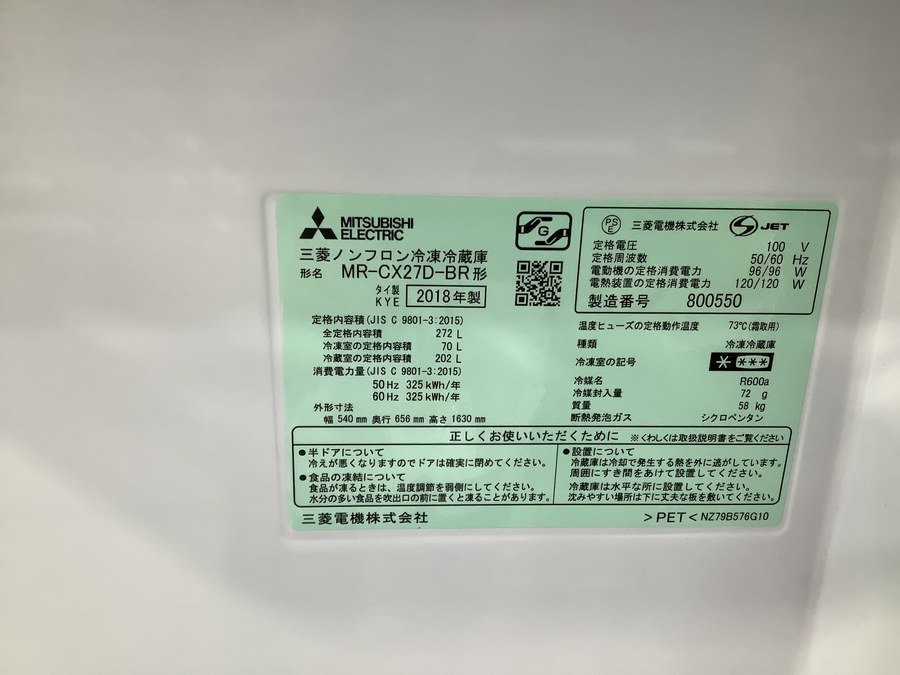 MITSUBISHI
ELECTRIC
G
三菱ノンフロン冷凍冷蔵庫
形名 MR-CX27D-BR形
タイ製
KYE 2018年製
PS
E 三菱電機株式会社 JET
定格電圧 100 V
定格周波数 50/60 Hz
電動機の定格消費電力 96/96 W
電熱装置の定格消費電力 120/120 W
製造番号 800550
定格内容積(JIS C 9801-3:2015)
全定格内容積 272 L
冷凍室の定格内容積 70 L
冷蔵室の定格内容積 202 L
消費電力量(JIS C 9801-3:2015)
50Hz 325kWh/年
60Hz 325kWh/年
外形寸法
幅 540mm 奥行 656mm 高さ 1630mm
温度ヒューズの定格動作温度 73℃(霜取用)
種類 冷凍冷蔵庫
冷凍室の記号 * ***
冷媒名 R600a
冷媒封入量 72 g
質量 58 kg
断熱発泡ガス シクロペンタン
正しくお使いいただくために ※くわしくは取扱説明書をご覧ください
●半ドアについて
冷えが悪くなりますのでドアは確実に閉めてください。
●食品の凍結について
食品が凍るときは、温度調節を弱側にしてください。
水分の多い食品を吹出口の前に置くと凍ることがあります。
●設置について
冷蔵庫は冷却で発生する熱を外に逃がしています。
周囲にすき間をあけて設置してください。
冷蔵庫は水平な所に設置してください。
沈みやすい場所は下に丈夫な板を敷いてください。
三菱電機株式会社 >PET< NZ79B576G10